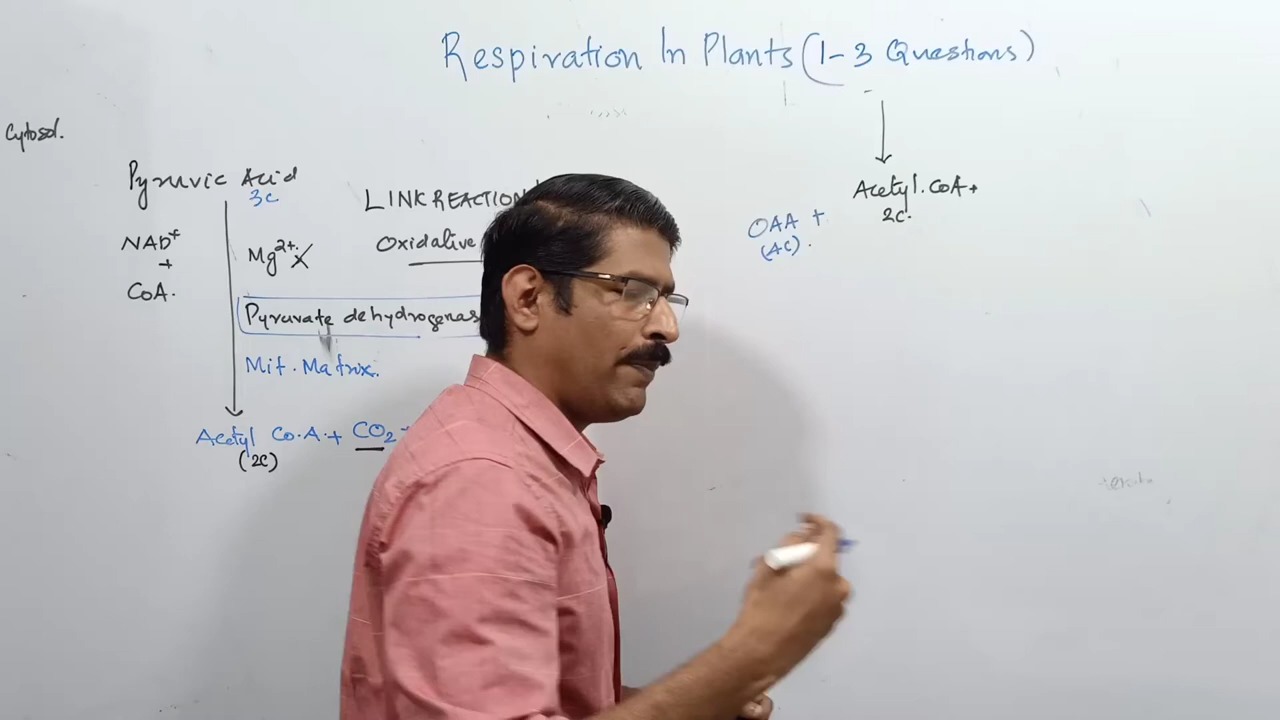 Respiration In Plants (1-3 Questions)
Cytosol.
Pyruvic Acid
3C
LINK REACTION
NAD+
+
CoA.
Mg2+.
Oxidative
Pyruvate dehydrogenas
Mit. Matrix.
Acetyl Co.A. + CO2
(2C)
Acetyl.CoA+
2C.
OAA +
(4C).